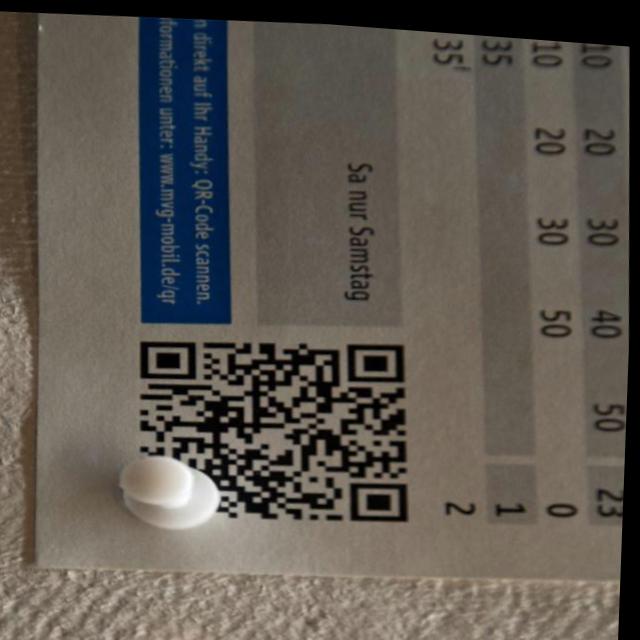 10 20 30 40 50 23
10 20 30 50 0
35 1
35' 2
Sa nur Samstag
direkt auf Ihr Handy: QR-Code scannen.
unter: www.mvg-mobil.de/qr